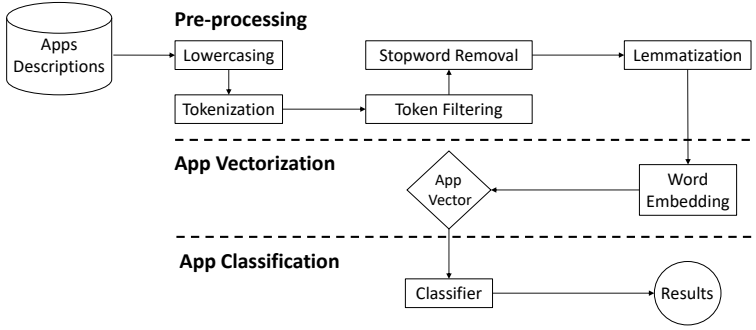 Pre-processing
Apps
Descriptions
Lowercasing
Stopword Removal
Lemmatization
Tokenization
Token Filtering
App Vectorization
App
Vector
Word
Embedding
App Classification
Classifier
Results